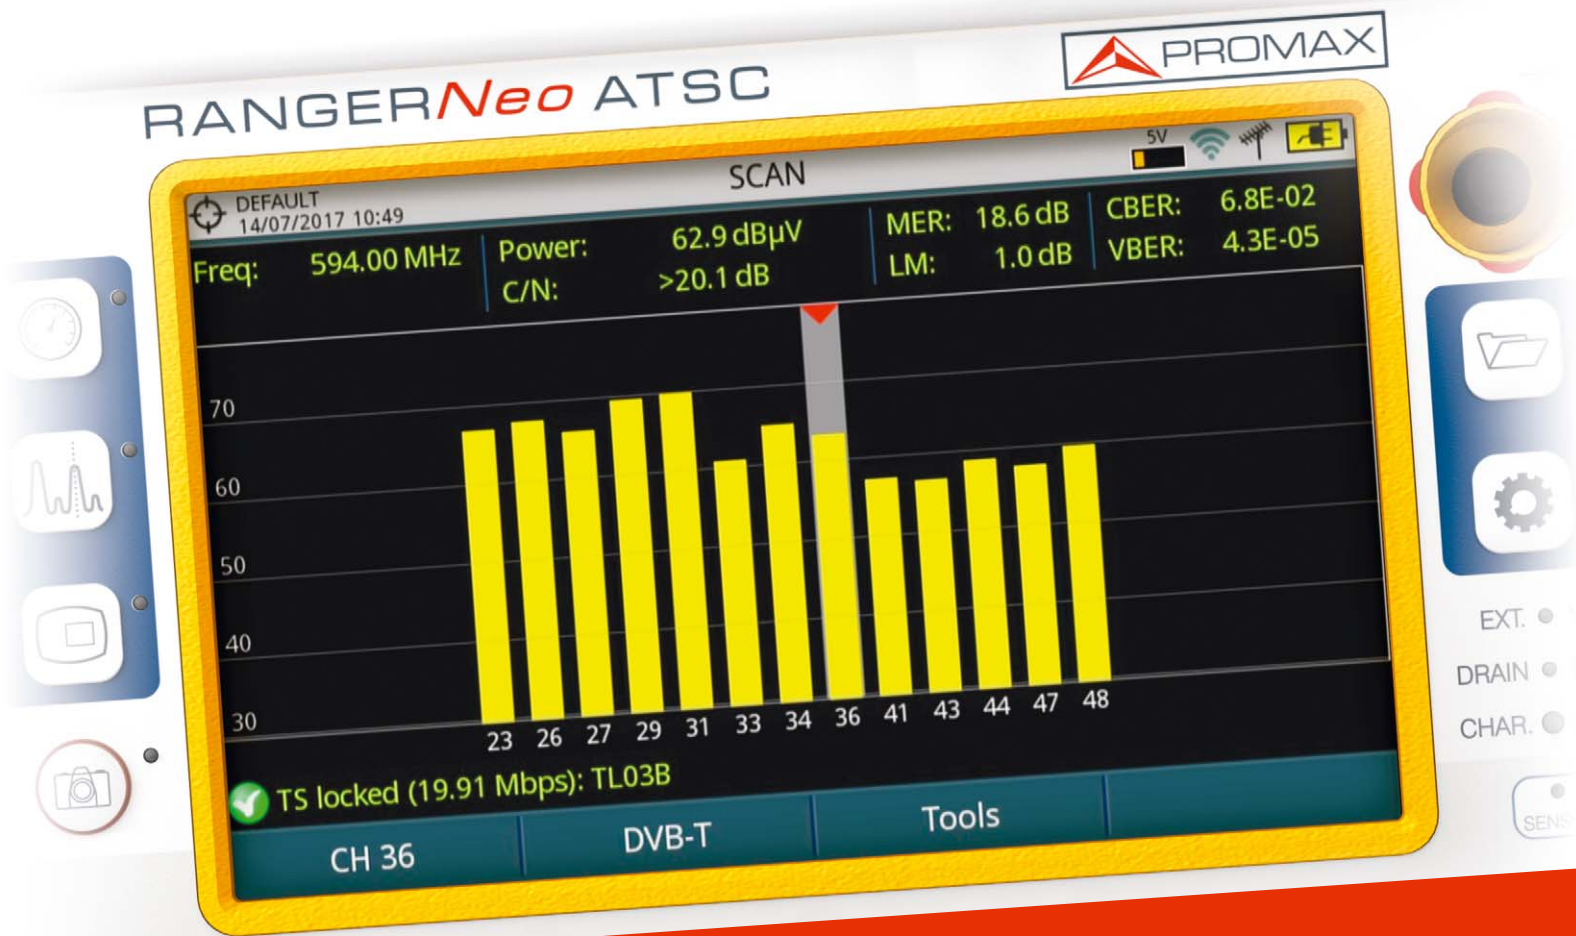 RANGERNeo ATSC
PROMAX
DEFAULT
14/07/2017 10:49
SCAN
5V
Freq: 594.00 MHz
Power: 62.9 dBµV
C/N: >20.1 dB
MER: 18.6 dB
LM: 1.0 dB
CBER: 6.8E-02
VBER: 4.3E-05
70
60
50
40
30
23 26 27 29 31 33 34 36 41 43 44 47 48
TS locked (19.91 Mbps): TL03B
CH 36 DVB-T Tools
EXT.
DRAIN
CHAR.